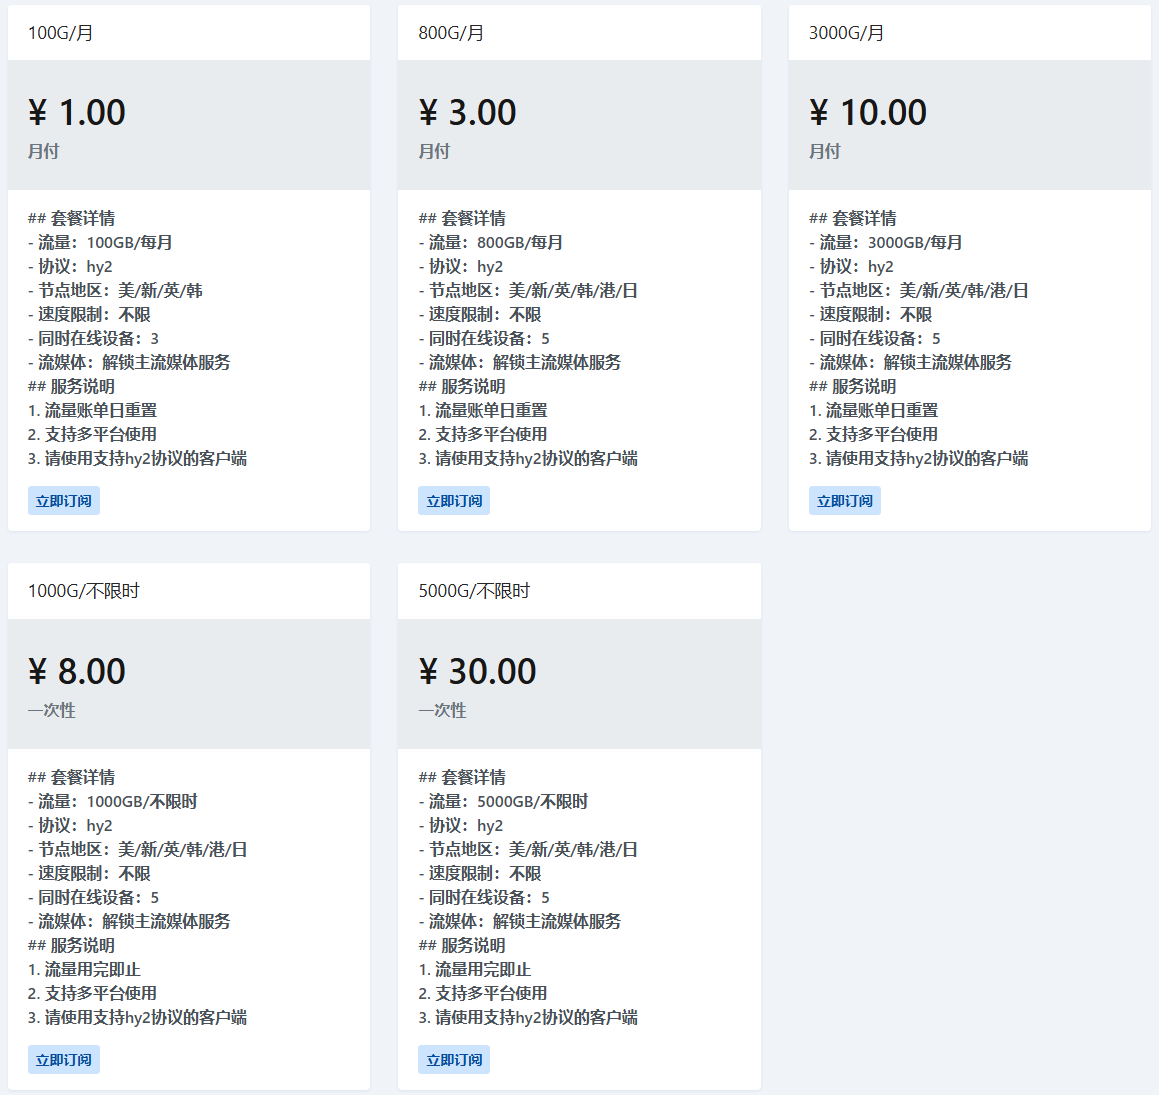 100G/月
¥ 1.00
月付
## 套餐详情
- 流量：100GB/每月
- 协议：hy2
- 节点地区：美/新/英/韩
- 速度限制：不限
- 同时在线设备：3
- 流媒体：解锁主流媒体服务
## 服务说明
1. 流量账单日重置
2. 支持多平台使用
3. 请使用支持hy2协议的客户端
立即订阅
800G/月
¥ 3.00
月付
## 套餐详情
- 流量：800GB/每月
- 协议：hy2
- 节点地区：美/新/英/韩/港/日
- 速度限制：不限
- 同时在线设备：5
- 流媒体：解锁主流媒体服务
## 服务说明
1. 流量账单日重置
2. 支持多平台使用
3. 请使用支持hy2协议的客户端
立即订阅
3000G/月
¥ 10.00
月付
## 套餐详情
- 流量：3000GB/每月
- 协议：hy2
- 节点地区：美/新/英/韩/港/日
- 速度限制：不限
- 同时在线设备：5
- 流媒体：解锁主流媒体服务
## 服务说明
1. 流量账单日重置
2. 支持多平台使用
3. 请使用支持hy2协议的客户端
立即订阅
1000G/不限时
¥ 8.00
一次性
## 套餐详情
- 流量：1000GB/不限时
- 协议：hy2
- 节点地区：美/新/英/韩/港/日
- 速度限制：不限
- 同时在线设备：5
- 流媒体：解锁主流媒体服务
## 服务说明
1. 流量用完即止
2. 支持多平台使用
3. 请使用支持hy2协议的客户端
立即订阅
5000G/不限时
¥ 30.00
一次性
## 套餐详情
- 流量：5000GB/不限时
- 协议：hy2
- 节点地区：美/新/英/韩/港/日
- 速度限制：不限
- 同时在线设备：5
- 流媒体：解锁主流媒体服务
## 服务说明
1. 流量用完即止
2. 支持多平台使用
3. 请使用支持hy2协议的客户端
立即订阅